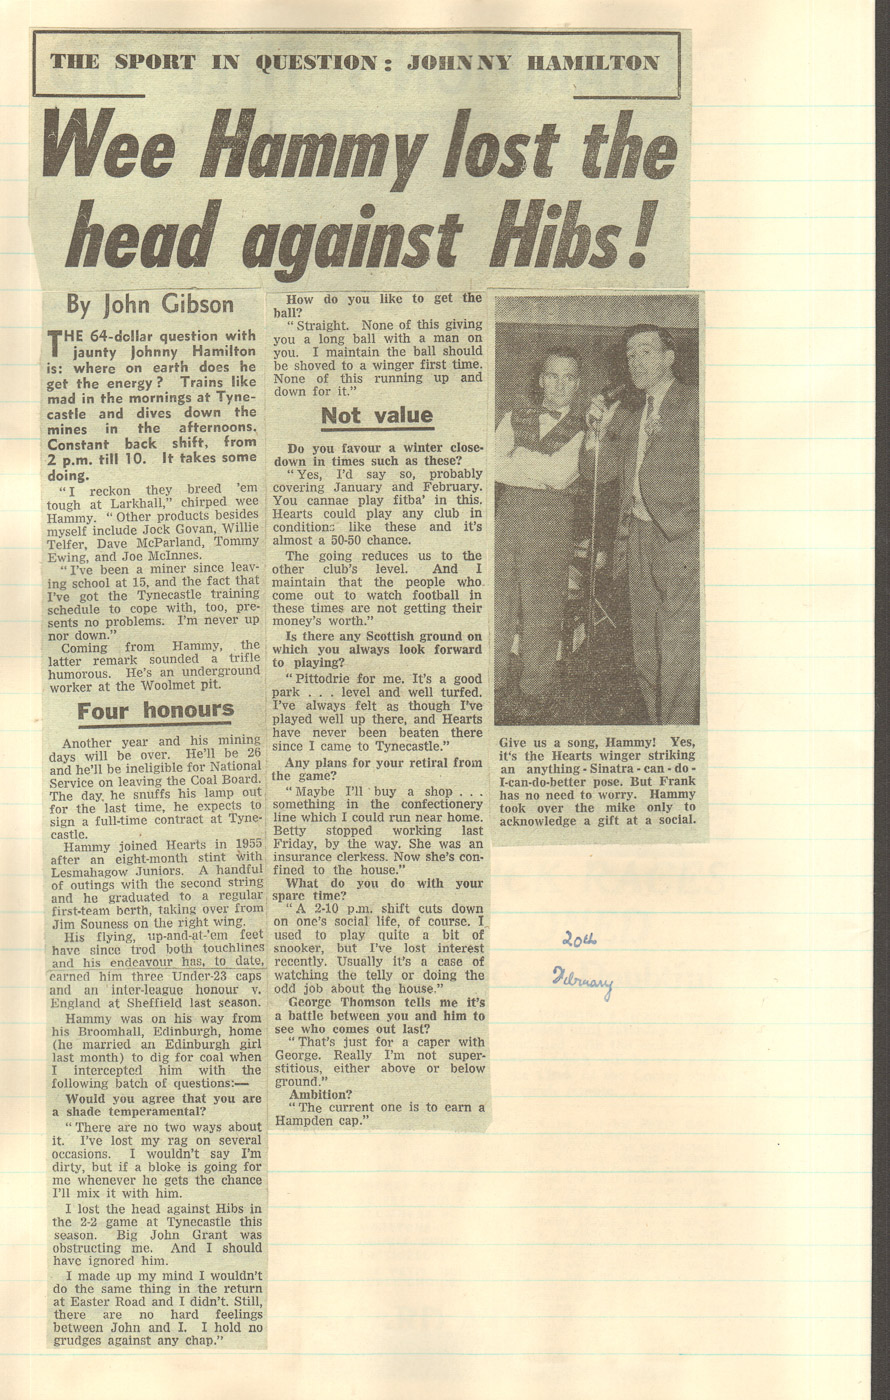 THE SPORT IN QUESTION: JOHNNY HAMILTON
Wee Hammy lost the
head against Hibs!
By John Gibson
THE 64-dollar question with
jaunty Johnny Hamilton
is: where on earth does he
get the energy? Trains like
mad in the mornings at Tyne-
castle and dives down the
mines in the afternoons.
Constant back shift, from
2 p.m. till 10. It takes some
doing.
"I reckon they breed 'em
tough at Larkhall," chirped wee
Hammy. "Other products besides
myself include Jock Govan, Willie
Telfer, Dave McParland, Tommy
Ewing, and Joe McInnes.
"I've been a miner since leav-
ing school at 15, and the fact that
I've got the Tynecastle training
schedule to cope with, too, pre-
sents no problems. I'm never up
nor down."
Coming from Hammy, the
latter remark sounded a trifle
humorous. He's an underground
worker at the Woolmet pit.
Four honours
Another year and his mining
days will be over. He'll be 26
and he'll be ineligible for National
Service on leaving the Coal Board.
The day he snuffs his lamp out
for the last time, he expects to
sign a full-time contract at Tyne-
castle.
Hammy joined Hearts in 1955
after an eight-month stint with
Lesmahagow Juniors. A handful
of outings with the second string
and he graduated to a regular
first-team berth, taking over from
Jim Souness on the right wing.
His flying, up-and-at-'em feet
have since trod both touchlines
and his endeavour has, to date,
earned him three Under-23 caps
and an inter-league honour v.
England at Sheffield last season.
Hammy was on his way from
his Broomhall, Edinburgh, home
(he married an Edinburgh girl
last month) to dig for coal when
I intercepted him with the
following batch of questions:—
Would you agree that you are
a shade temperamental?
"There are no two ways about
it. I've lost my rag on several
occasions. I wouldn't say I'm
dirty, but if a bloke is going for
me whenever he gets the chance
I'll mix it with him.
I lost the head against Hibs in
the 2-2 game at Tynecastle this
season. Big John Grant was
obstructing me. And I should
have ignored him.
I made up my mind I wouldn't
do the same thing in the return
at Easter Road and I didn't. Still,
there are no hard feelings
between John and I. I hold no
grudges against any chap."
How do you like to get the
ball?
"Straight. None of this giving
you a long ball with a man on
you. I maintain the ball should
be shoved to a winger first time.
None of this running up and
down for it."
Not value
Do you favour a winter close-
down in times such as these?
"Yes, I'd say so, probably
covering January and February.
You cannae play fitba' in this.
Hearts could play any club in
conditions like these and it's
almost a 50-50 chance.
The going reduces us to the
other club's level. And I
maintain that the people who
come out to watch football in
these times are not getting their
money's worth."
Is there any Scottish ground on
which you always look forward
to playing?
"Pittodrie for me. It's a good
park . . . level and well turfed.
I've always felt as though I've
played well up there, and Hearts
have never been beaten there
since I came to Tynecastle."
Any plans for your retiral from
the game?
"Maybe I'll buy a shop . . .
something in the confectionery
line which I could run near home.
Betty stopped working last
Friday, by the way. She was an
insurance clerkess. Now she's con-
fined to the house."
What do you do with your
spare time?
"A 2-10 p.m. shift cuts down
on one's social life, of course. I
used to play quite a bit of
snooker, but I've lost interest
recently. Usually it's a case of
watching the telly or doing the
odd job about the house."
George Thomson tells me it's
a battle between you and him to
see who comes out last?
"That's just for a caper with
George. Really I'm not super-
stitious, either above or below
ground."
Ambition?
"The current one is to earn a
Hampden cap."
Give us a song, Hammy! Yes,
it's the Hearts winger striking
an anything-Sinatra-can-do-
I-can-do-better pose. But Frank
has no need to worry. Hammy
took over the mike only to
acknowledge a gift at a social.
20th
February